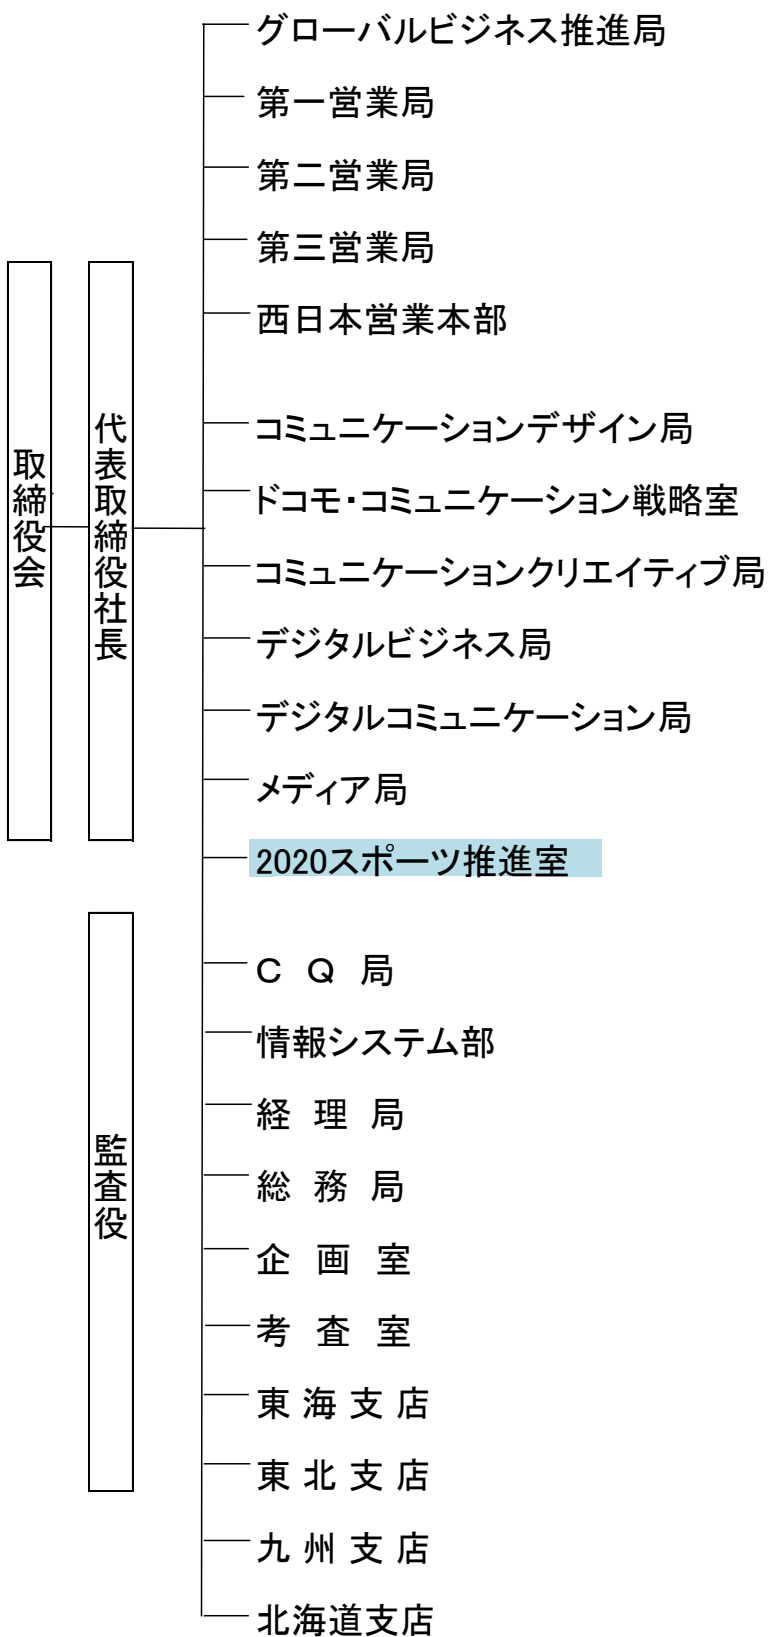 取締役会
代表取締役社長
監査役
グローバルビジネス推進局
第一営業局
第二営業局
第三営業局
西日本営業本部
コミュニケーションデザイン局
ドコモ・コミュニケーション戦略室
コミュニケーションクリエイティブ局
デジタルビジネス局
デジタルコミュニケーション局
メディア局
2020スポーツ推進室
C Q 局
情報システム部
経 理 局
総 務 局
企 画 室
考 査 室
東 海 支 店
東 北 支 店
九 州 支 店
北海道支店